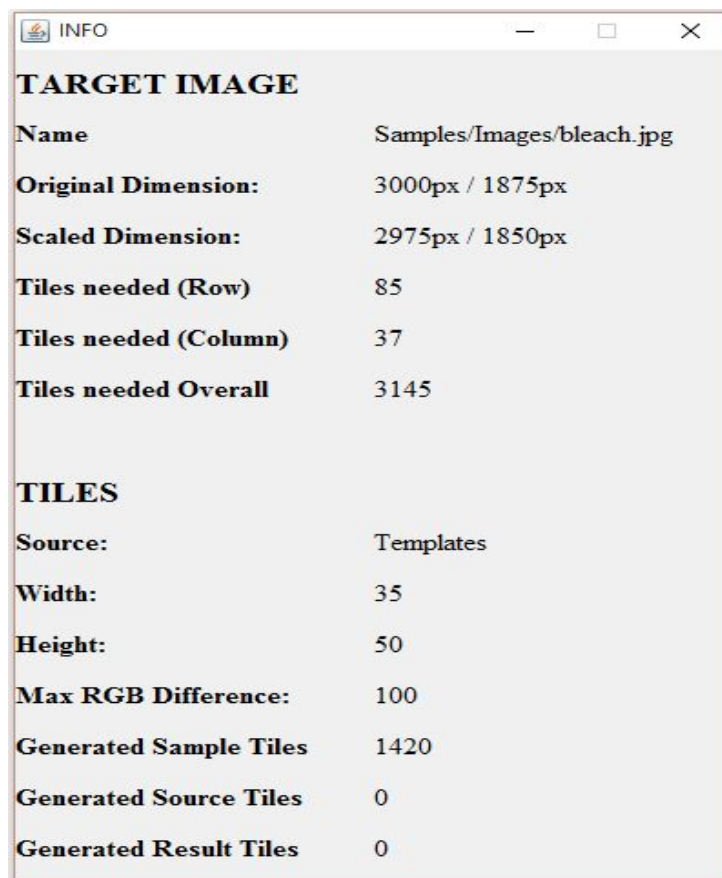 INFO
TARGET IMAGE
Name Samples/Images/bleach.jpg
Original Dimension: 3000px / 1875px
Scaled Dimension: 2975px / 1850px
Tiles needed (Row) 85
Tiles needed (Column) 37
Tiles needed Overall 3145
TILES
Source: Templates
Width: 35
Height: 50
Max RGB Difference: 100
Generated Sample Tiles 1420
Generated Source Tiles 0
Generated Result Tiles 0